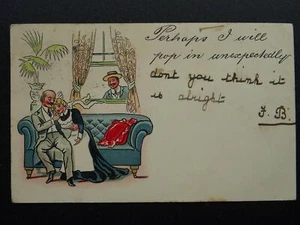 Perhaps I will
pop in unexpectedly
dont you think it
is alright
F. B.